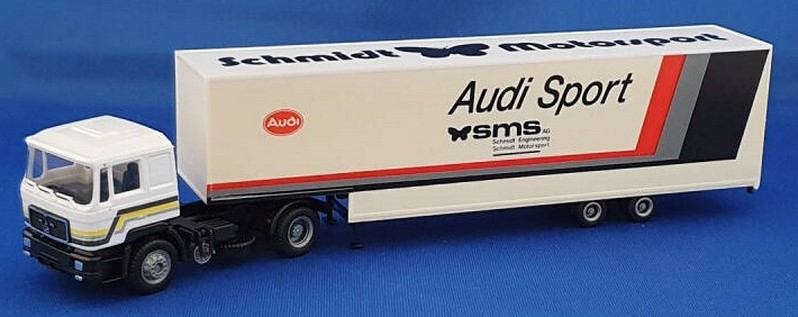 Schmidt Motorsport
Audi
Audi Sport
sms AG
Schmidt Engineering
Schmidt Motorsport